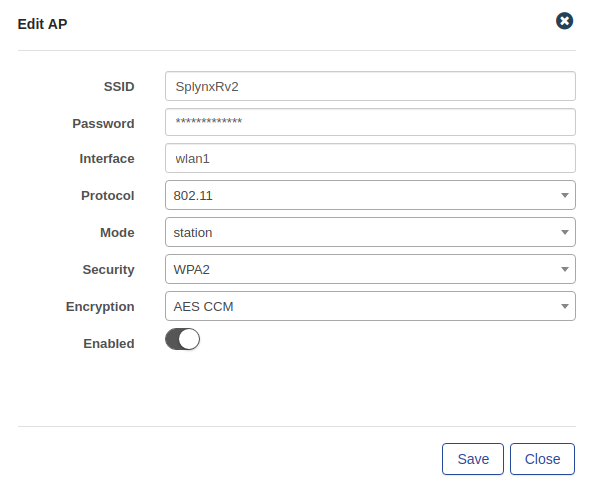 Edit AP
SSID SplynxRv2
Password *************
Interface wlan1
Protocol 802.11
Mode station
Security WPA2
Encryption AES CCM
Enabled
Save Close